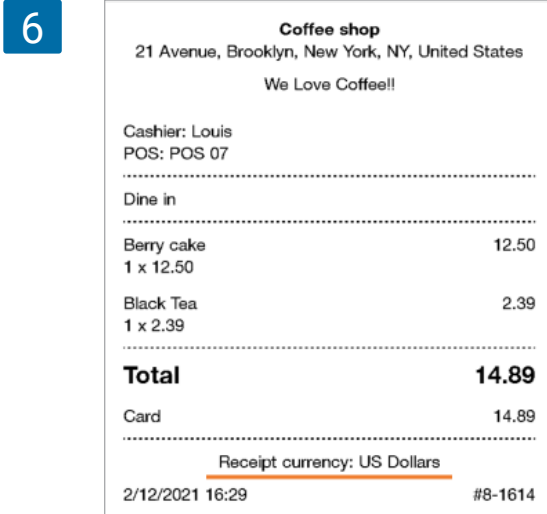 6
Coffee shop
21 Avenue, Brooklyn, New York, NY, United States
We Love Coffee!!
Cashier: Louis
POS: POS 07
Dine in
Berry cake 12.50
1 x 12.50
Black Tea 2.39
1 x 2.39
Total 14.89
Card 14.89
Receipt currency: US Dollars
2/12/2021 16:29 #8-1614